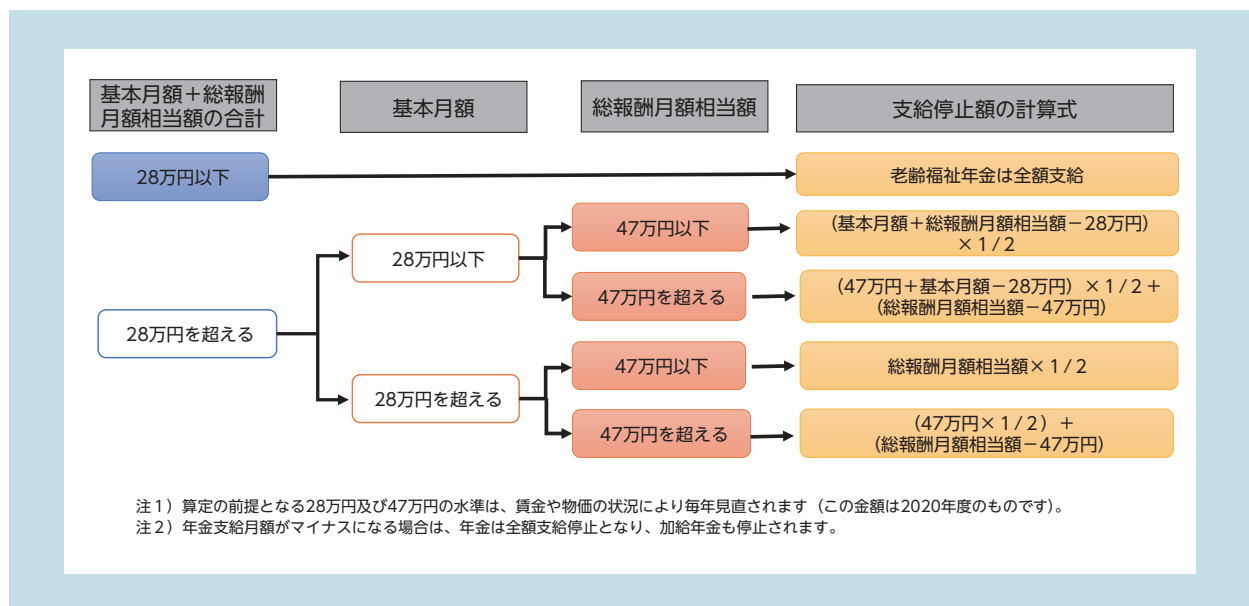 基本月額＋総報酬
月額相当額の合計
基本月額
総報酬月額相当額
支給停止額の計算式
28万円以下
老齢福祉年金は全額支給
28万円を超える
28万円以下
47万円以下
(基本月額＋総報酬月額相当額－28万円)
×１/２
47万円を超える
(47万円＋基本月額－28万円) ×１/２＋
(総報酬月額相当額－47万円)
28万円を超える
47万円以下
総報酬月額相当額×１/２
47万円を超える
(47万円×１/２) ＋
(総報酬月額相当額－47万円)
注１）算定の前提となる28万円及び47万円の水準は、賃金や物価の状況により毎年見直されます（この金額は2020年度のものです）。
注２）年金支給月額がマイナスになる場合は、年金は全額支給停止となり、加給年金も停止されます。